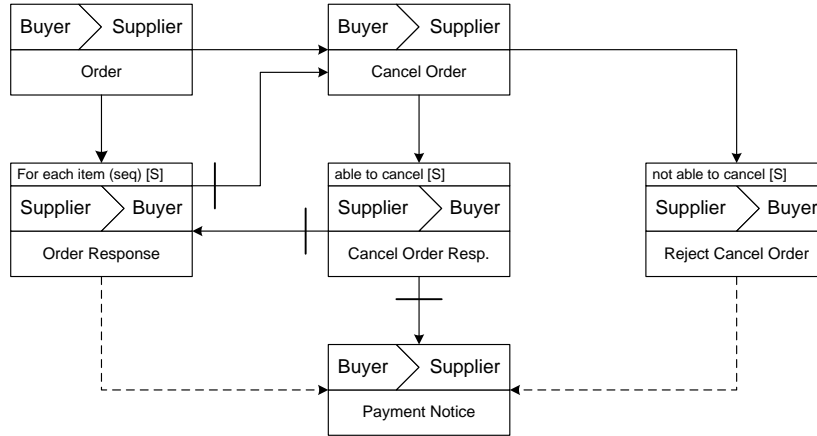 Buyer Supplier
Order
Buyer Supplier
Cancel Order
For each item (seq) [S]
Supplier Buyer
Order Response
able to cancel [S]
Supplier Buyer
Cancel Order Resp.
not able to cancel [S]
Supplier Buyer
Reject Cancel Order
Buyer Supplier
Payment Notice